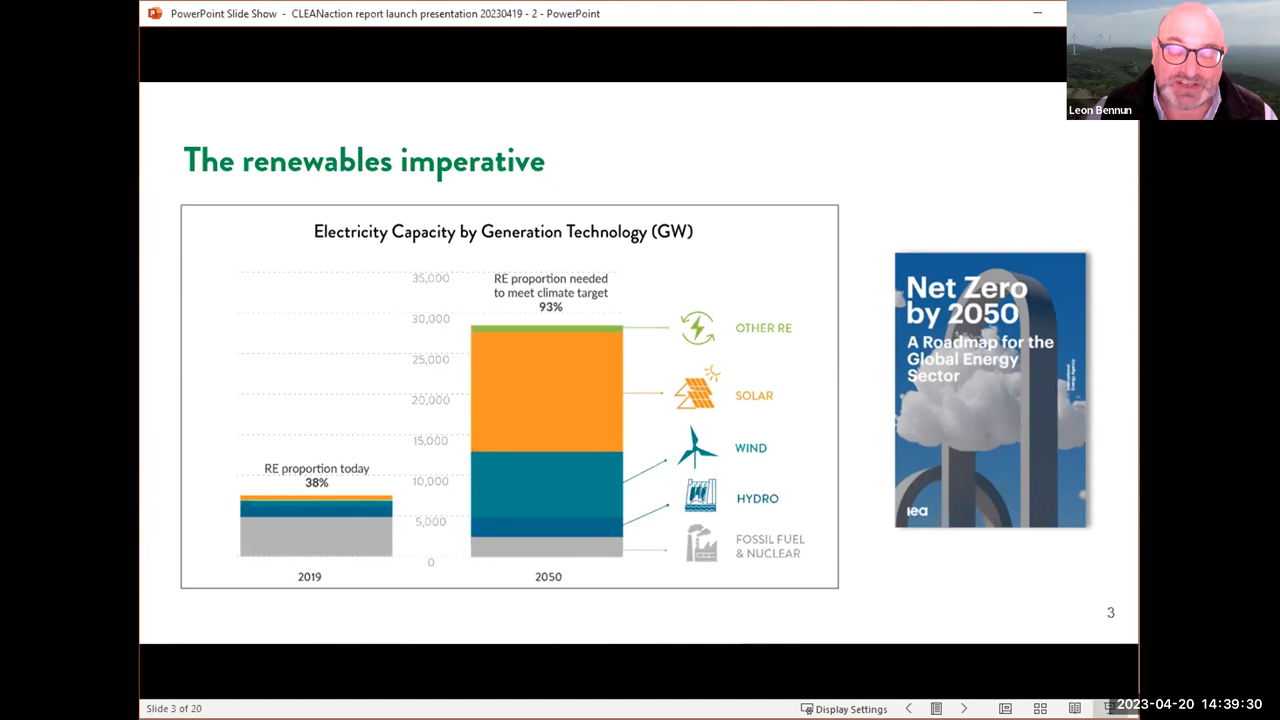 PowerPoint Slide Show - CLEANaction report launch presentation 20230419 - 2 - PowerPoint
Leon Bennun
The renewables imperative
Electricity Capacity by Generation Technology (GW)
35,000
30,000
25,000
20,000
15,000
10,000
5,000
0
RE proportion today
38%
2019
RE proportion needed
to meet climate target
93%
2050
OTHER RE
SOLAR
WIND
HYDRO
FOSSIL FUEL
& NUCLEAR
Net Zero
by 2050
A Roadmap for the
Global Energy
Sector
International
Energy Agency
iea
3
Slide 3 of 20
Display Settings
2023-04-20 14:39:30